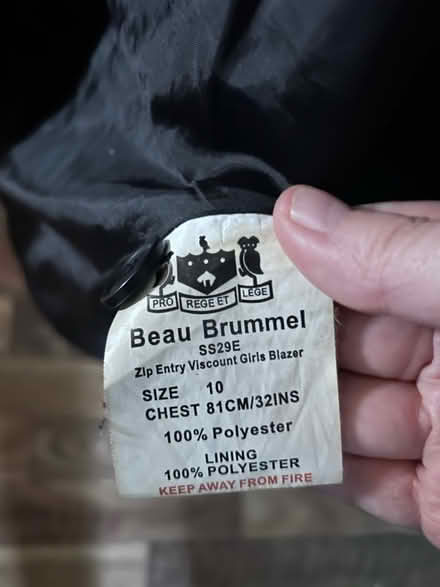 PRO REGE ET LEGE
Beau Brummel
SS29E
Zip Entry Viscount Girls Blazer
SIZE 10
CHEST 81CM/32INS
100% Polyester
LINING
100% POLYESTER
KEEP AWAY FROM FIRE